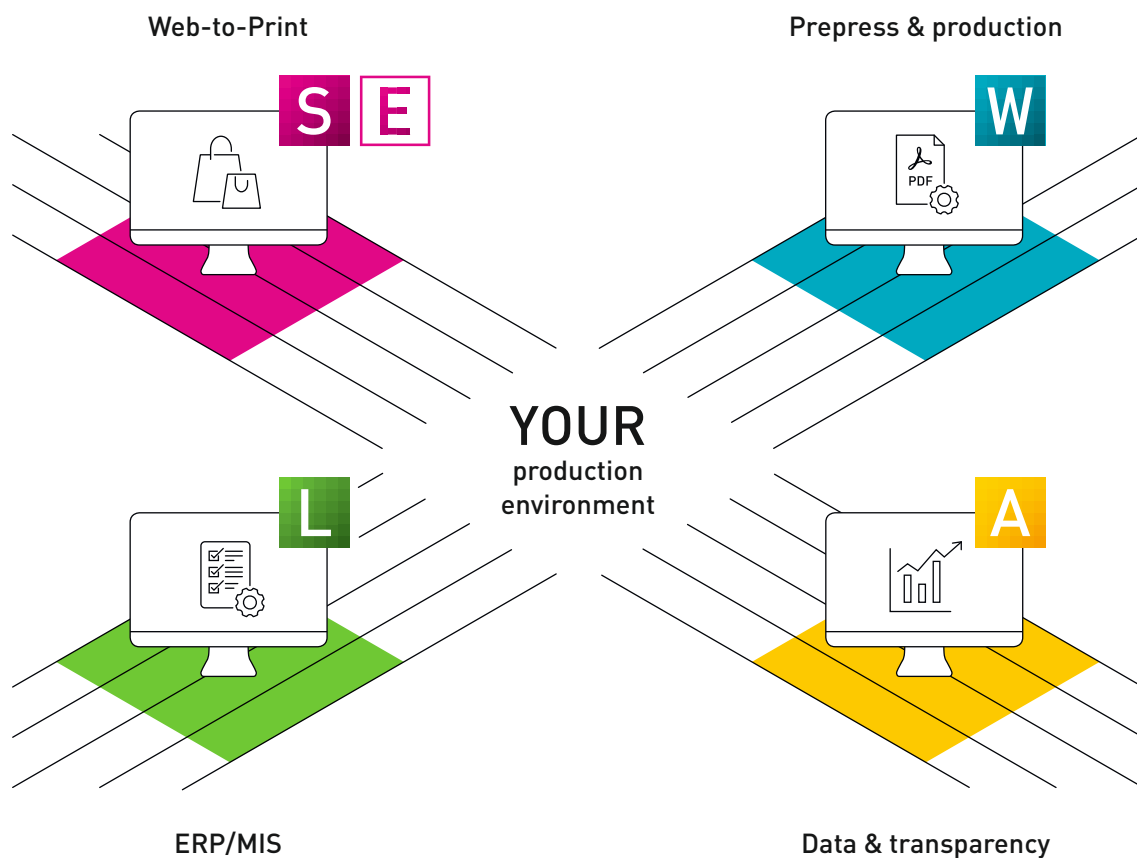 Web-to-Print
Prepress & production
S E
W
PDF
YOUR
production
environment
L
A
ERP/MIS
Data & transparency